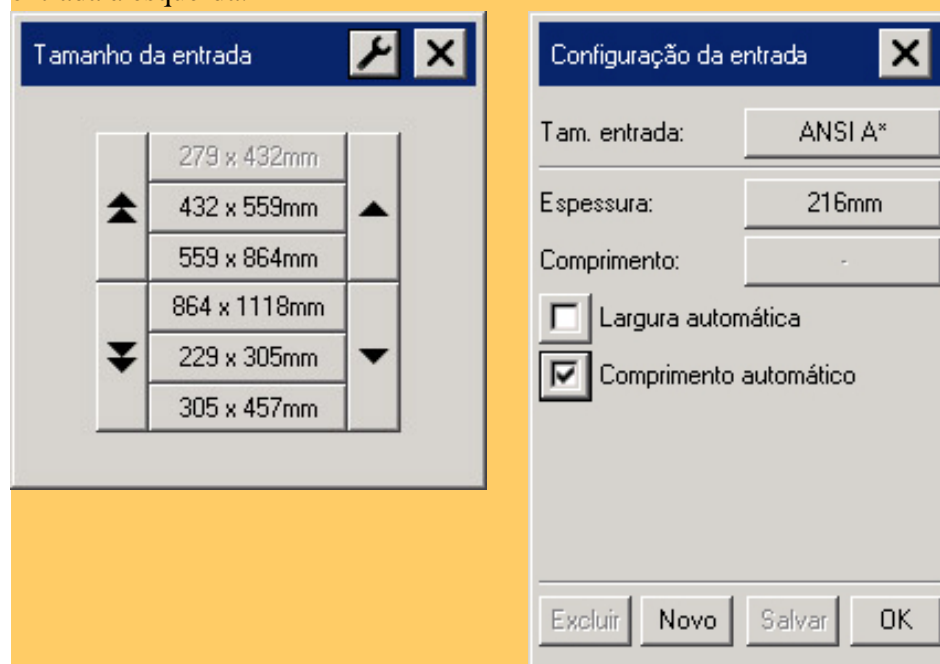 Tamanho da entrada
279 x 432mm
432 x 559mm
559 x 864mm
864 x 1118mm
229 x 305mm
305 x 457mm
Configuração da entrada
Tam. entrada: ANSI A*
Espessura: 216mm
Comprimento: -
Largura automática
Comprimento automático
Excluir Novo Salvar OK